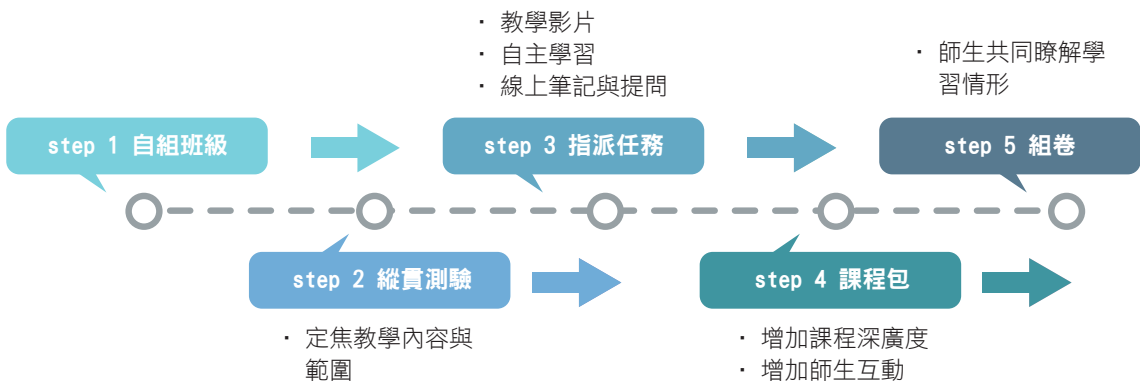 step 1 自組班級
step 2 縱貫測驗
· 定焦教學內容與
範圍
· 教學影片
· 自主學習
· 線上筆記與提問
step 3 指派任務
step 4 課程包
· 增加課程深廣度
· 增加師生互動
· 師生共同瞭解學
習情形
step 5 組卷